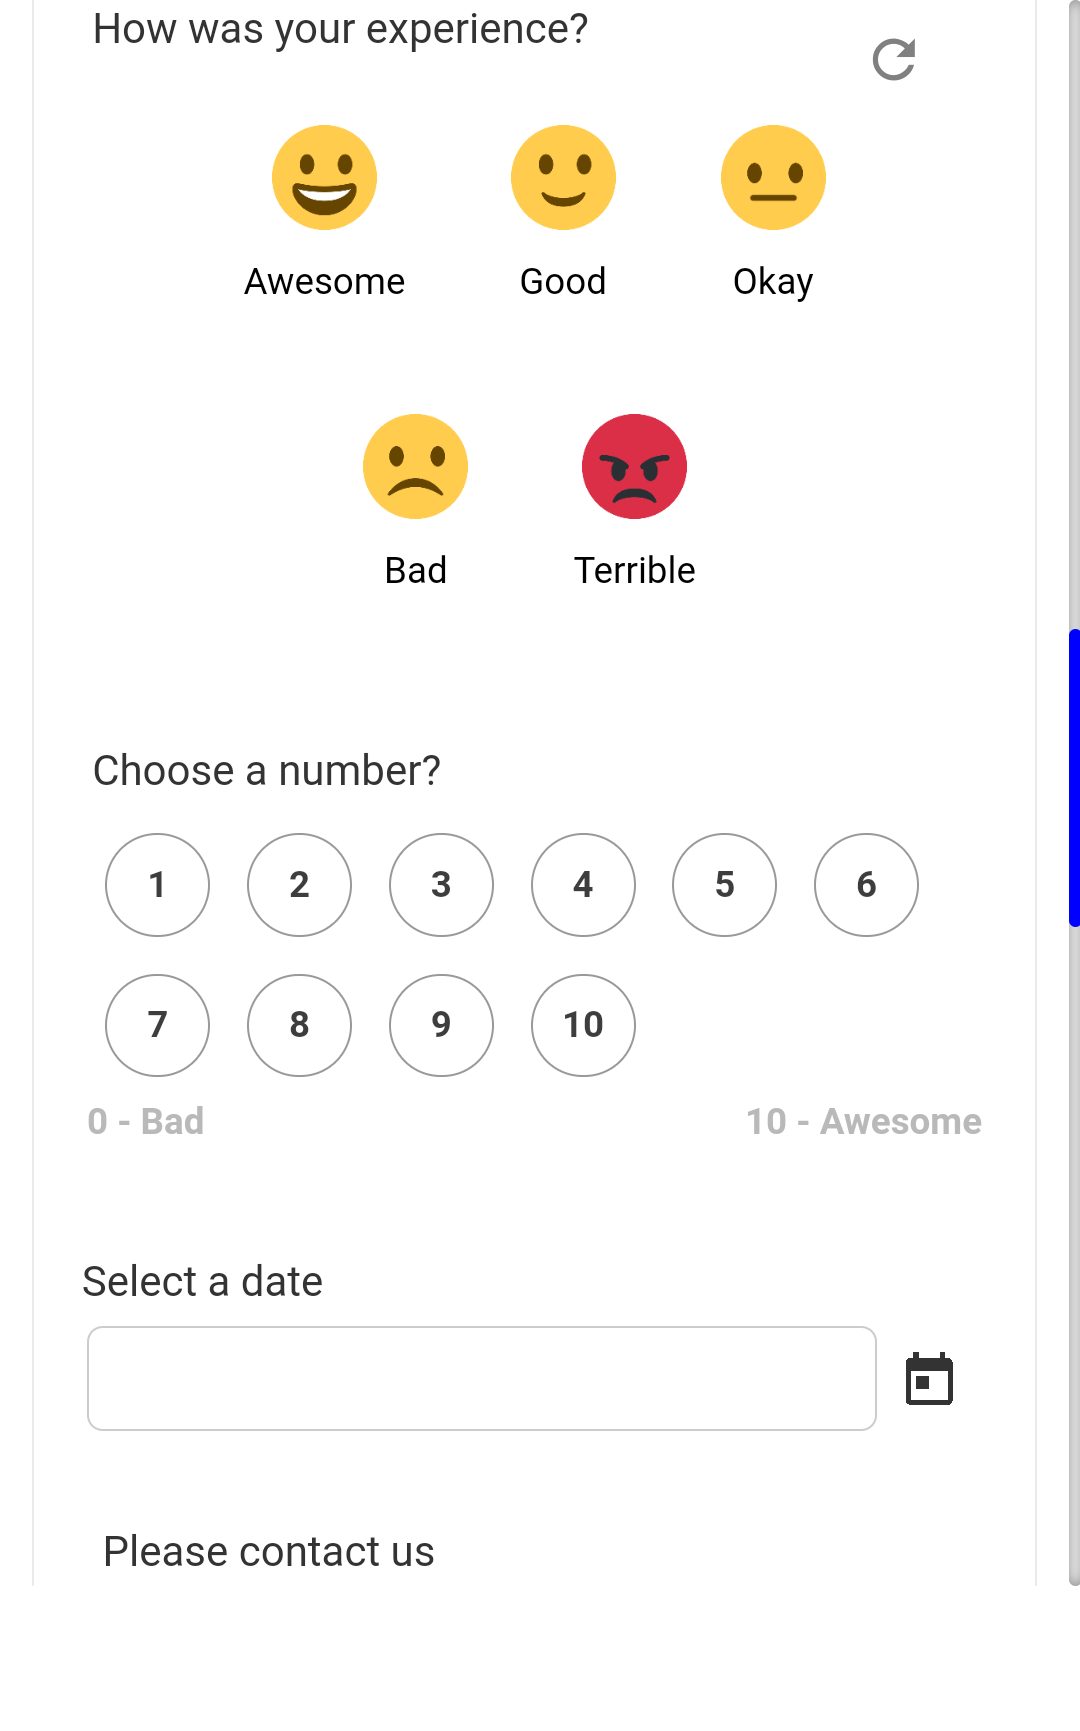 How was your experience?
Awesome Good Okay
Bad Terrible
Choose a number?
1 2 3 4 5 6
7 8 9 10
0 - Bad 10 - Awesome
Select a date
Please contact us